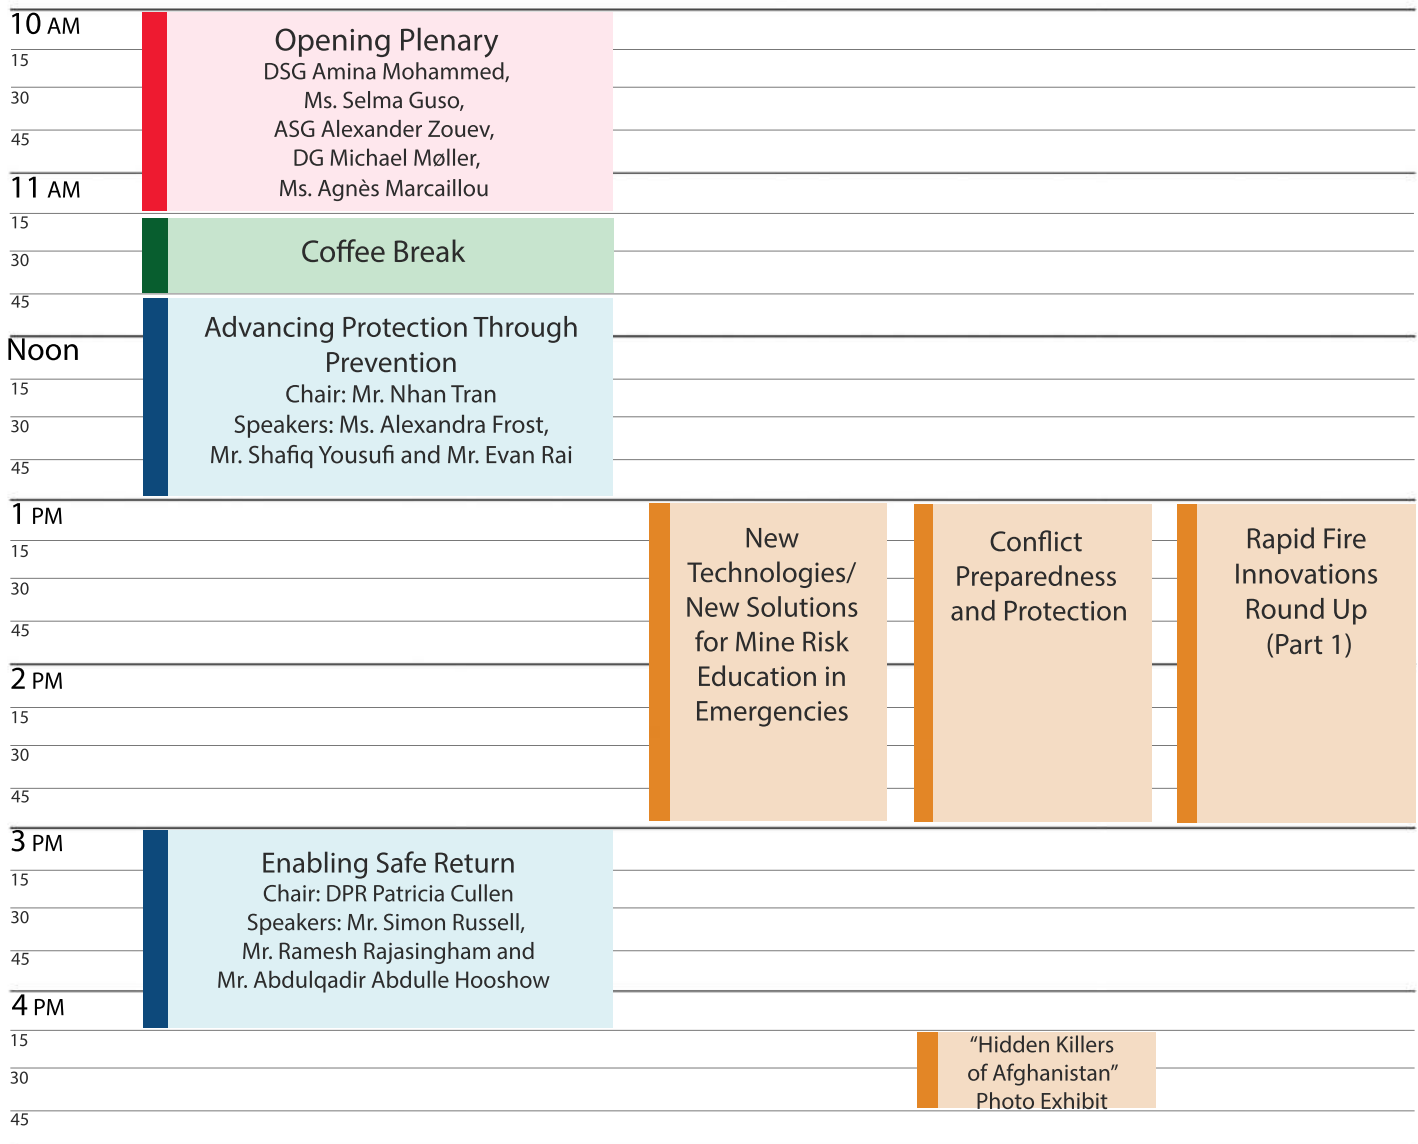 10 AM
15
30
45
Opening Plenary
DSG Amina Mohammed,
Ms. Selma Guso,
ASG Alexander Zouev,
DG Michael Møller,
Ms. Agnès Marcaillou
11 AM
15
30
45
Coffee Break
Advancing Protection Through
Prevention
Chair: Mr. Nhan Tran
Speakers: Ms. Alexandra Frost,
Mr. Shafiq Yousufi and Mr. Evan Rai
Noon
15
30
45
1 PM
15
30
45
New
Technologies/
New Solutions
for Mine Risk
Education in
Emergencies
Conflict
Preparedness
and Protection
Rapid Fire
Innovations
Round Up
(Part 1)
2 PM
15
30
45
3 PM
15
30
45
Enabling Safe Return
Chair: DPR Patricia Cullen
Speakers: Mr. Simon Russell,
Mr. Ramesh Rajasingham and
Mr. Abdulqadir Abdulle Hooshow
4 PM
15
30
45
“Hidden Killers
of Afghanistan”
Photo Exhibit